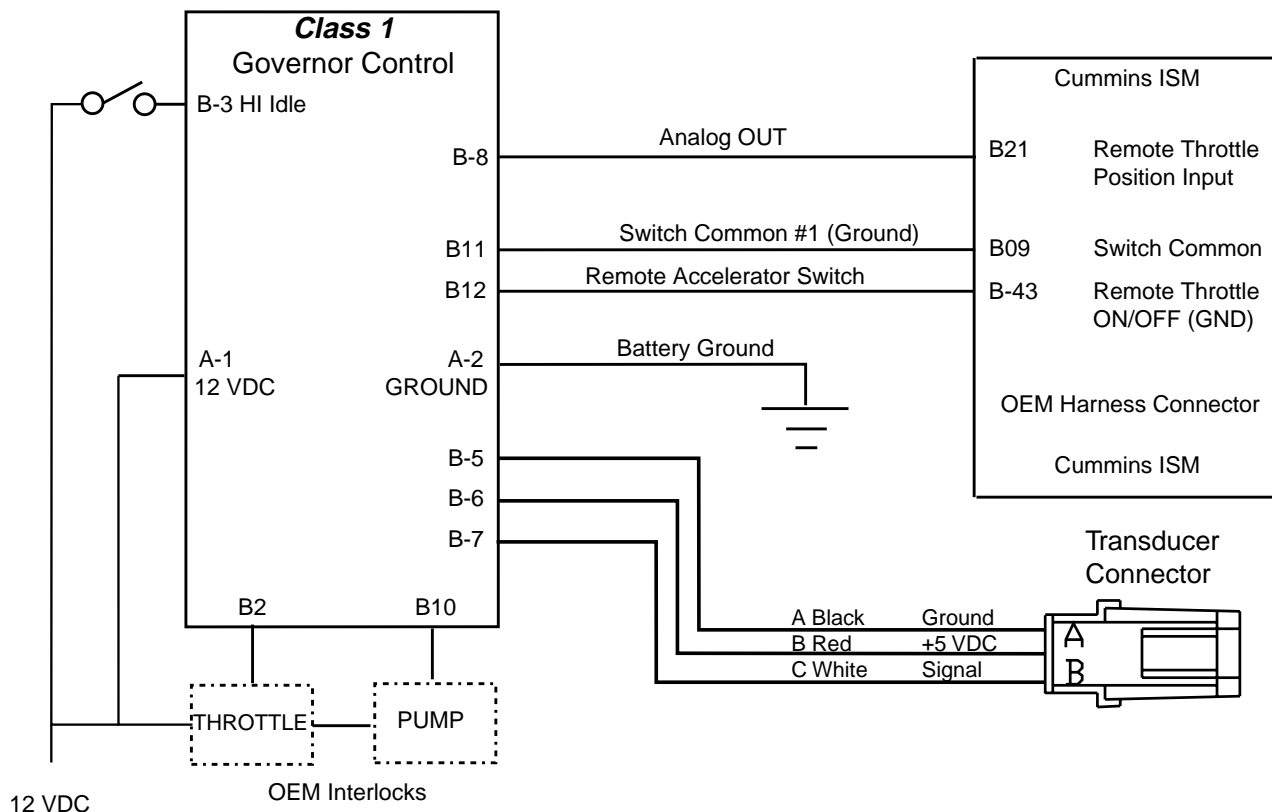 Class 1
Governor Control
B-3 HI Idle
B-8
B11
B12
A-1
12 VDC
A-2
GROUND
B-5
B-6
B-7
B2
B10
THROTTLE
PUMP
OEM Interlocks
12 VDC
Analog OUT
Switch Common #1 (Ground)
Remote Accelerator Switch
Battery Ground
Cummins ISM
B21 Remote Throttle
Position Input
B09 Switch Common
B-43 Remote Throttle
ON/OFF (GND)
OEM Harness Connector
Cummins ISM
Transducer
Connector
A Black Ground
B Red +5 VDC
C White Signal
A
B